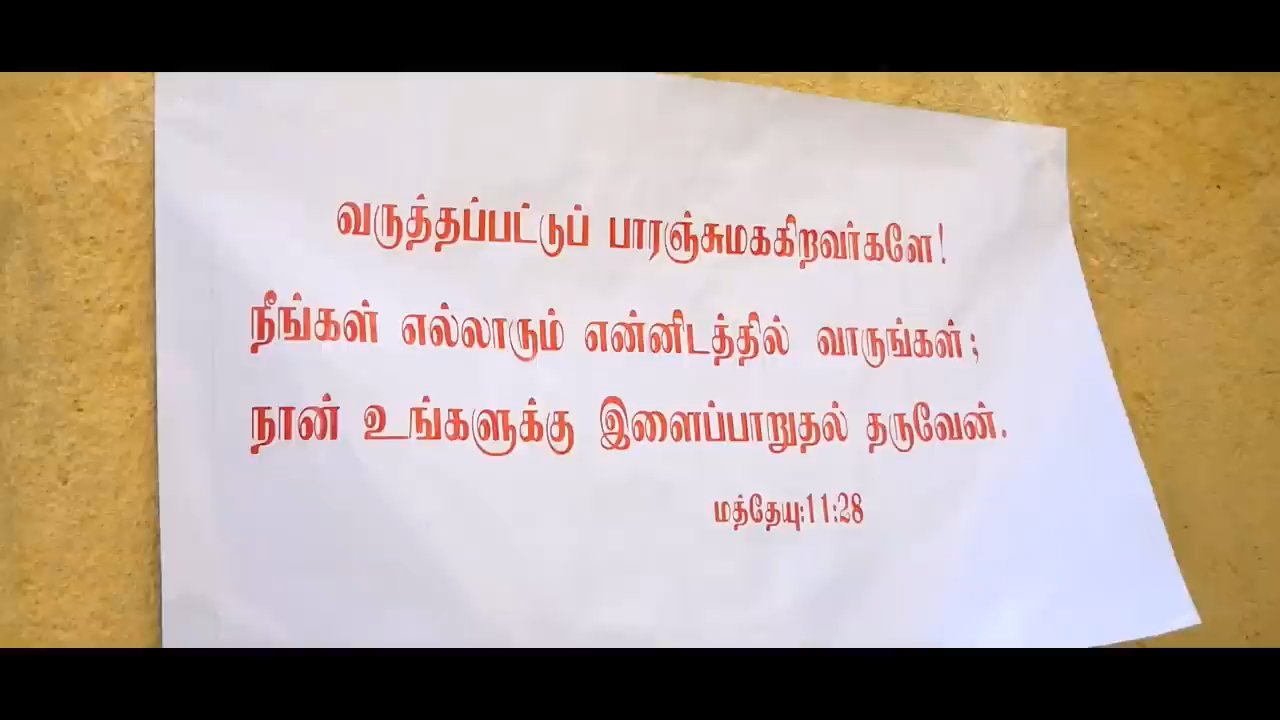 வருத்தப்பட்டுப் பாரஞ்சுமககிறவர்களே!
நீங்கள் எல்லாரும் என்னிடத்தில் வாருங்கள்;
நான் உங்களுக்கு இளைப்பாறுதல் தருவேன்.
மத்தேயு:11:28